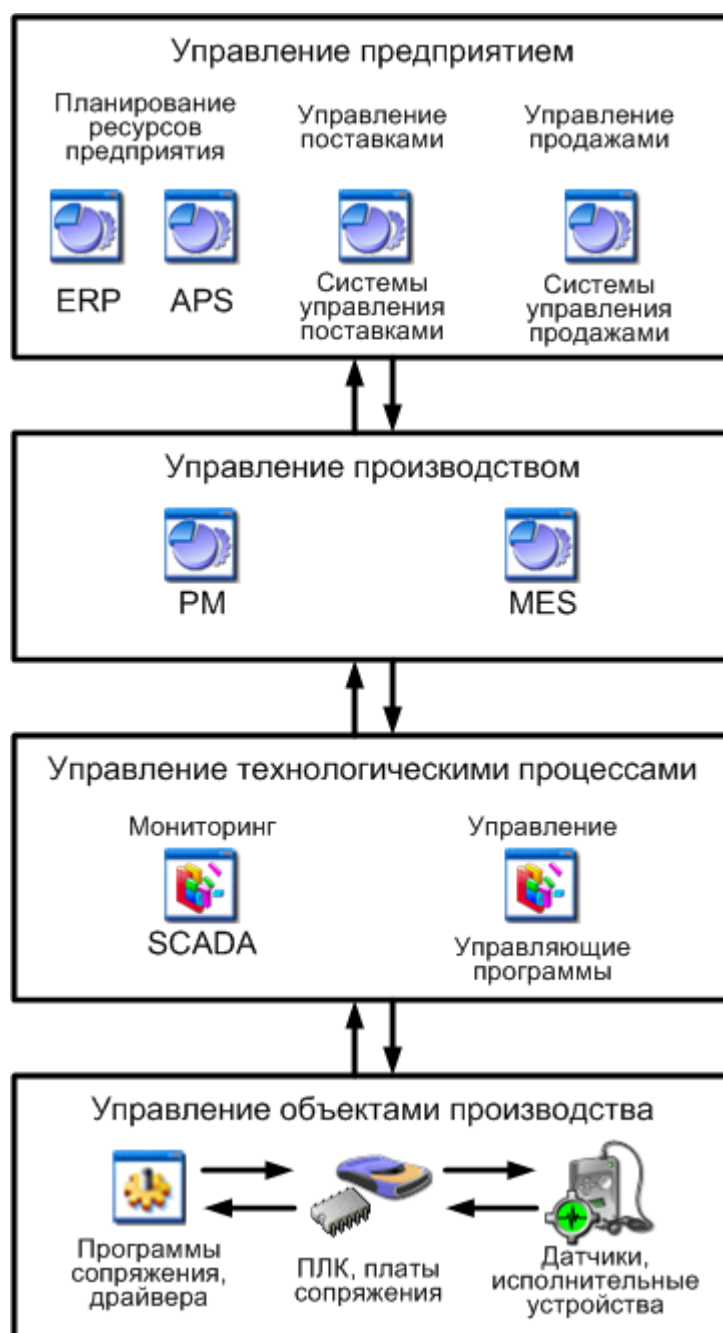 Управление предприятием
Планирование
ресурсов
предприятия
Управление
поставками
Управление
продажами
ERP
APS
Системы
управления
поставками
Системы
управления
продажами
Управление производством
PM
MES
Управление технологическими процессами
Мониторинг
Управление
SCADA
Управляющие
программы
Управление объектами производства
Программы
сопряжения,
драйвера
ПЛК, платы
сопряжения
Датчики,
исполнительные
устройства